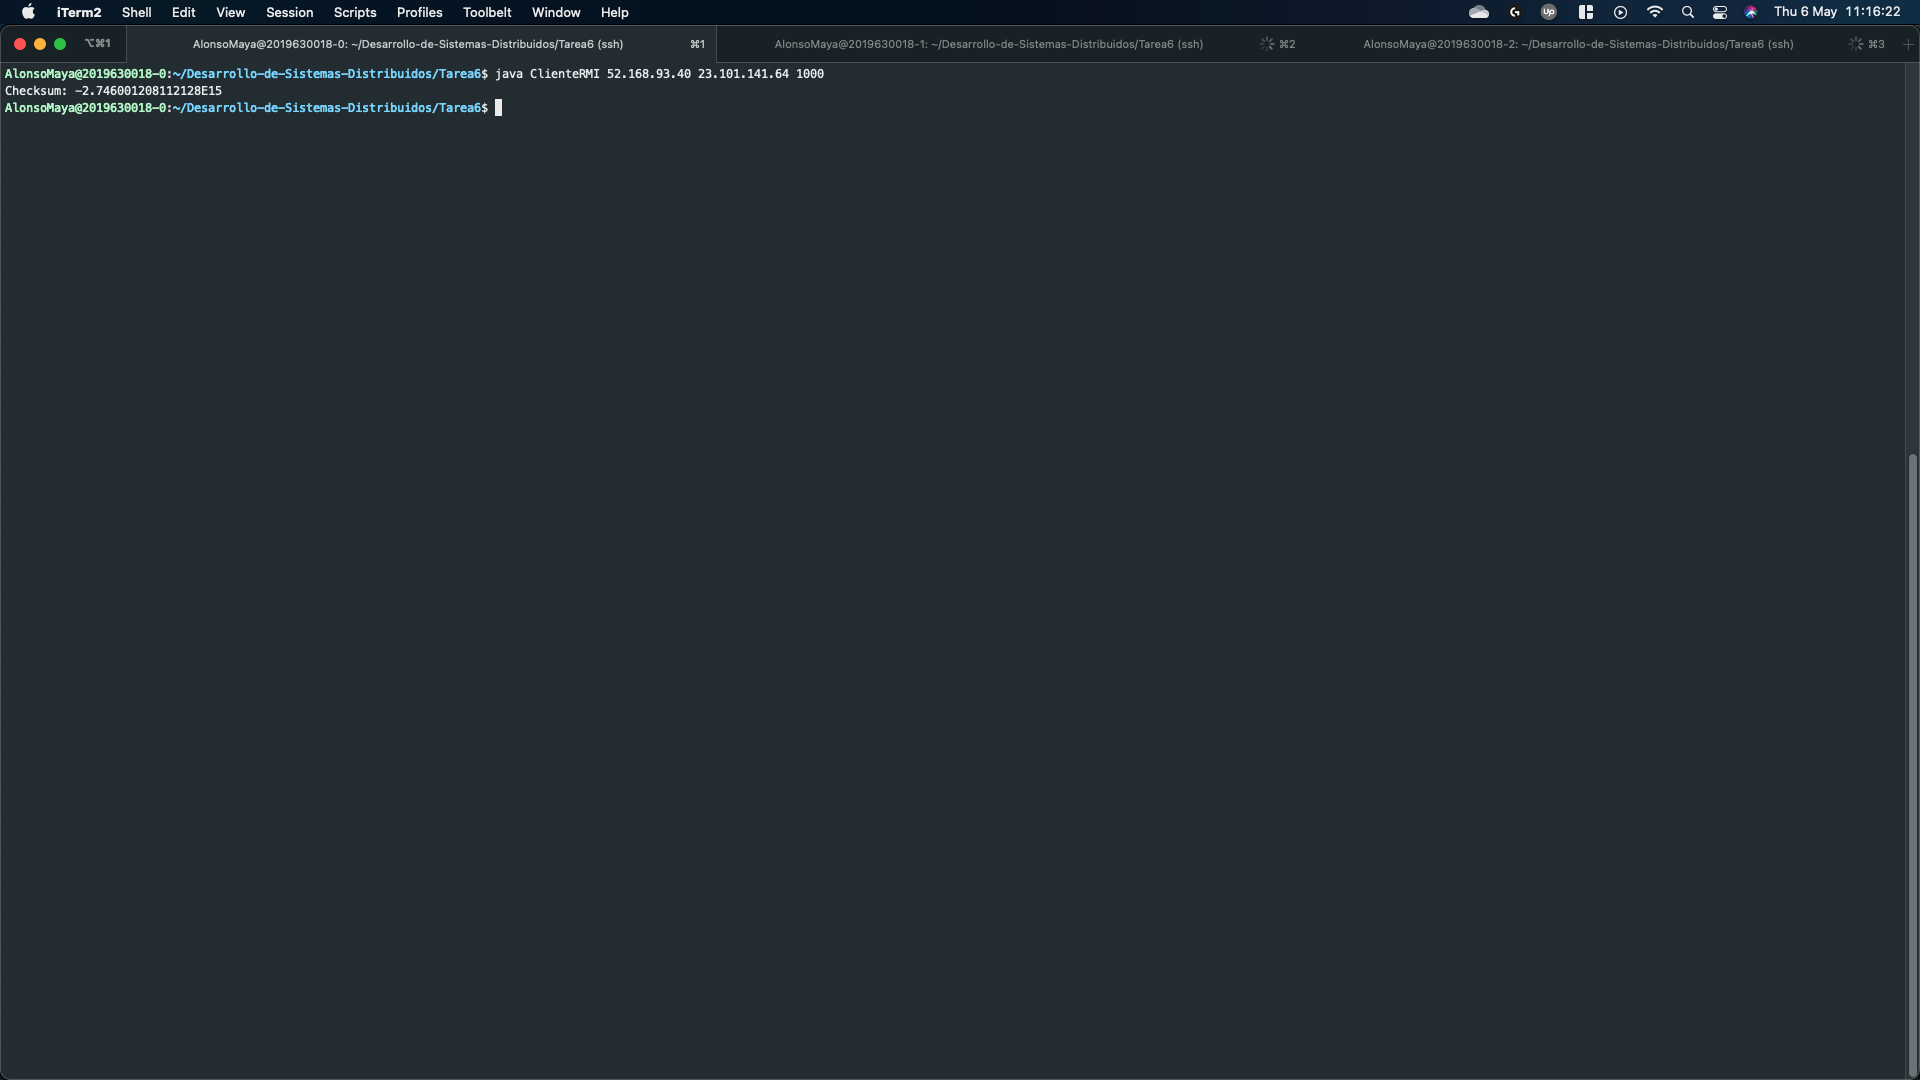 iTerm2 Shell Edit View Session Scripts Profiles Toolbelt Window Help UP Thu 6 May 11:16:22
⌥⌘1 AlonsoMaya@2019630018-0: ~/Desarrollo-de-Sistemas-Distribuidos/Tarea6 (ssh) ⌘1 AlonsoMaya@2019630018-1: ~/Desarrollo-de-Sistemas-Distribuidos/Tarea6 (ssh) ⌘2 AlonsoMaya@2019630018-2: ~/Desarrollo-de-Sistemas-Distribuidos/Tarea6 (ssh) ⌘3
AlonsoMaya@2019630018-0:~/Desarrollo-de-Sistemas-Distribuidos/Tarea6$ java ClienteRMI 52.168.93.40 23.101.141.64 1000
Checksum: -2.746001208112128E15
AlonsoMaya@2019630018-0:~/Desarrollo-de-Sistemas-Distribuidos/Tarea6$